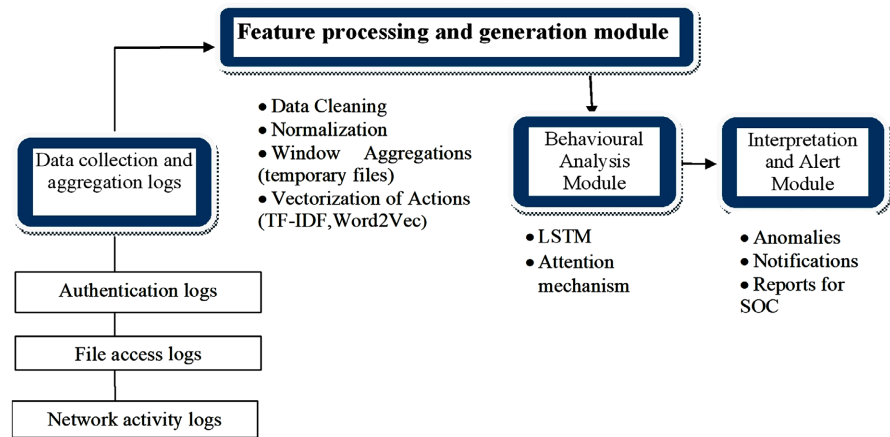 Feature processing and generation module
Data collection and
aggregation logs
• Data Cleaning
• Normalization
• Window Aggregations
(temporary files)
• Vectorization of Actions
(TF-IDF,Word2Vec)
Behavioural
Analysis
Module
Interpretation
and Alert
Module
• LSTM
• Attention
mechanism
• Anomalies
• Notifications
• Reports for
SOC
Authentication logs
File access logs
Network activity logs